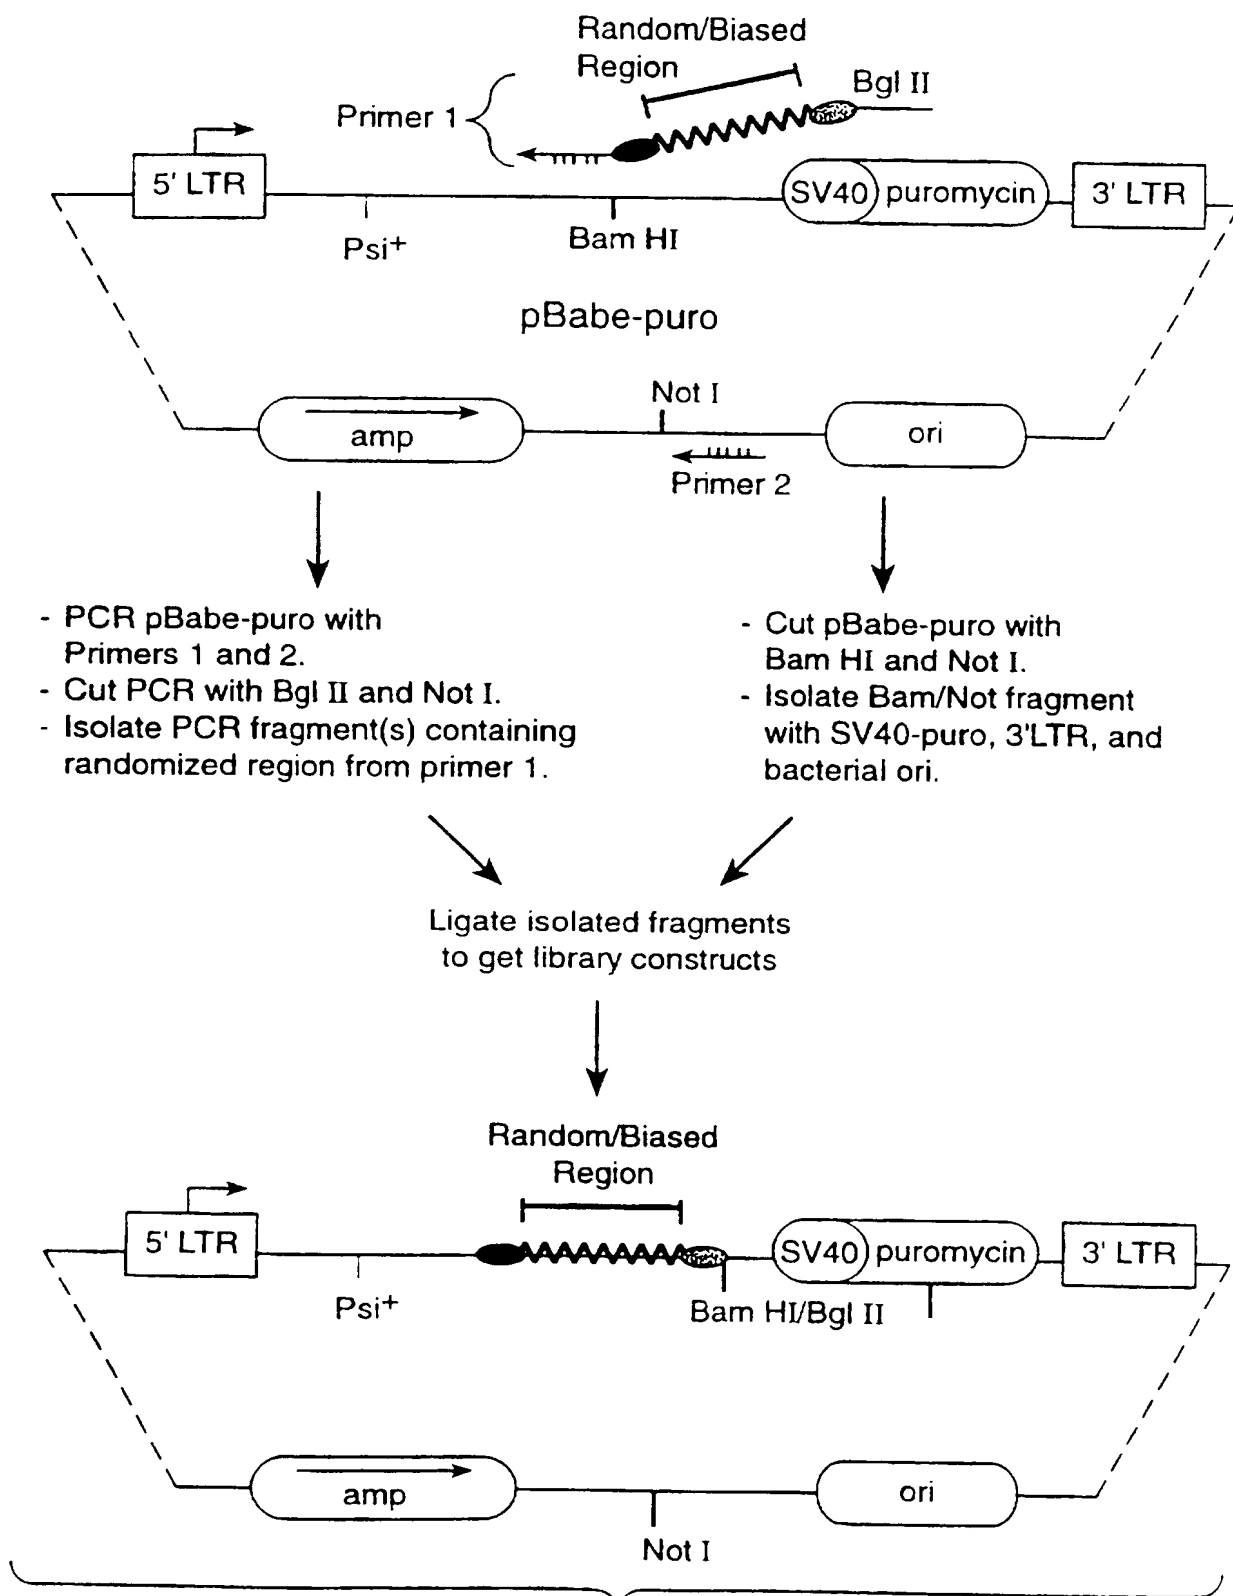 Random/Biased
Region
Bgl II
Primer 1
5' LTR
SV40
puromycin
3' LTR
Psi+
Bam HI
pBabe-puro
Not I
amp
ori
Primer 2
- PCR pBabe-puro with
Primers 1 and 2.
- Cut PCR with Bgl II and Not I.
- Isolate PCR fragment(s) containing
randomized region from primer 1.
- Cut pBabe-puro with
Bam HI and Not I.
- Isolate Bam/Not fragment
with SV40-puro, 3'LTR, and
bacterial ori.
Ligate isolated fragments
to get library constructs
Random/Biased
Region
5' LTR
SV40
puromycin
3' LTR
Psi+
Bam HI/Bgl II
amp
ori
Not I